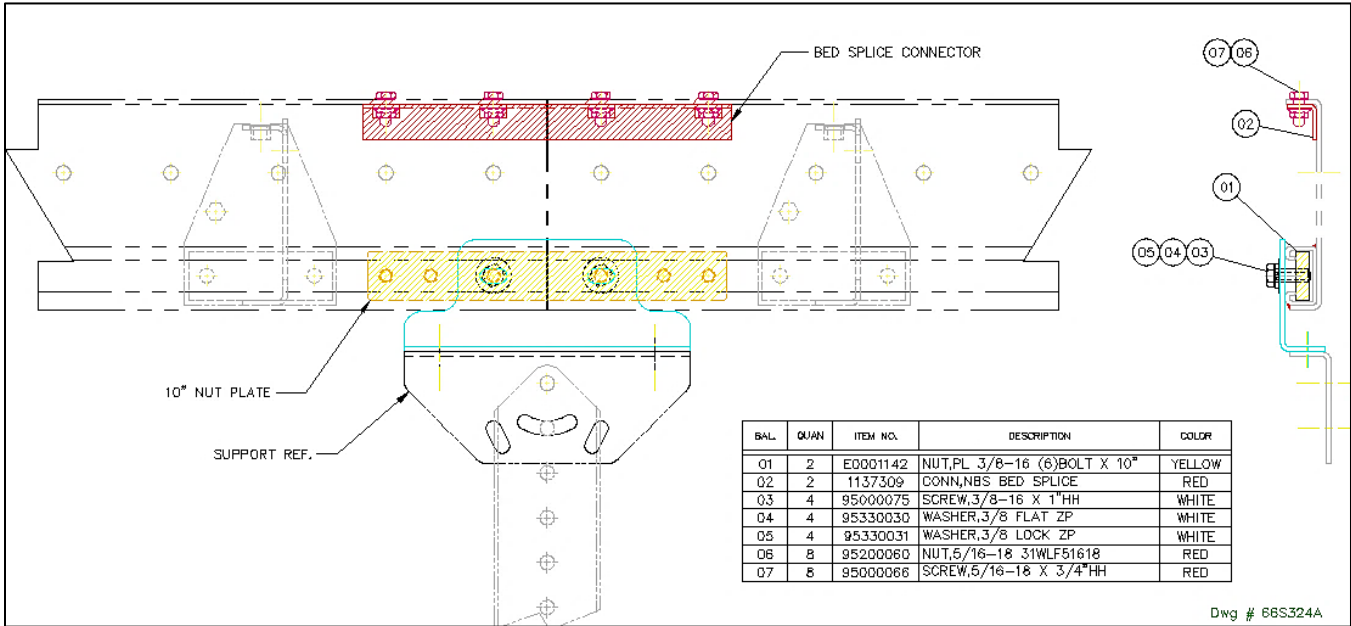 BED SPLICE CONNECTOR
07 06
02
01
05 04 03
10" NUT PLATE
SUPPORT REF.
BAL. QUAN ITEM NO. DESCRIPTION COLOR
01 2 E0001142 NUT,PL 3/8-16 (6)BOLT X 10" YELLOW
02 2 1137309 CONN,NBS BED SPLICE RED
03 4 95000075 SCREW,3/8-16 X 1"HH WHITE
04 4 95330030 WASHER,3/8 FLAT ZP WHITE
05 4 95330031 WASHER,3/8 LOCK ZP WHITE
06 8 95200060 NUT,5/16-18 31WLF51618 RED
07 8 95000066 SCREW,5/16-18 X 3/4"HH RED
Dwg # 66S324A